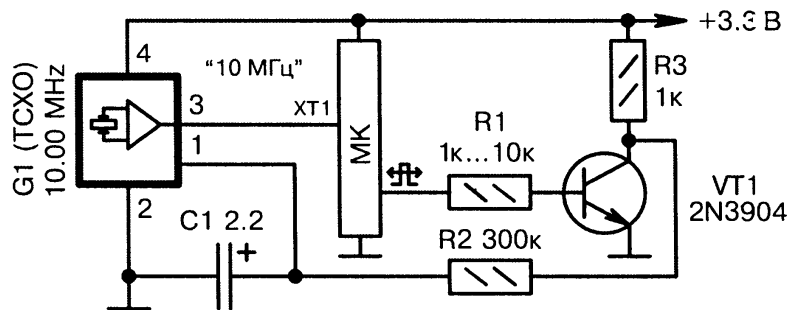 +3.3 В
4
"10 МГц"
G1 (TCXO)
10.00 MHz
3
XT1
МК
R3
1к
1
R1
1к...10к
VT1
2N3904
2
C1 2.2
+
R2 300к